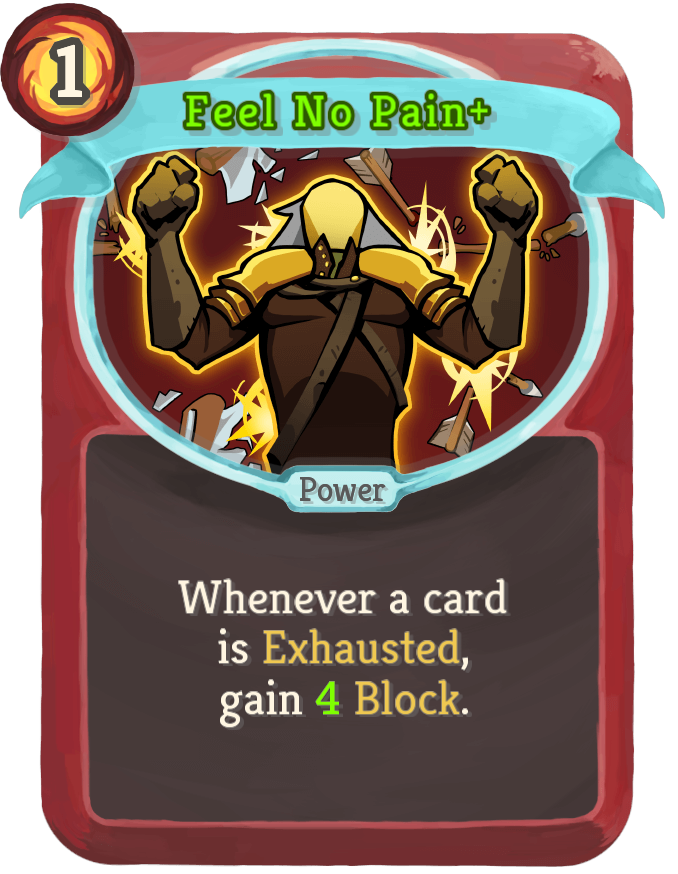 1
Feel No Pain+
Power
Whenever a card
is Exhausted,
gain 4 Block.